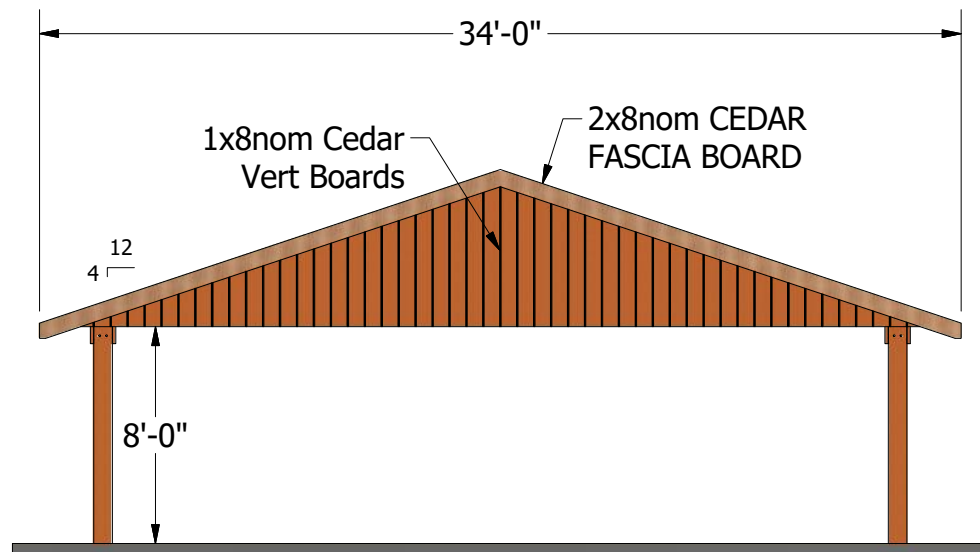 34'-0"
1x8nom Cedar
Vert Boards
2x8nom CEDAR
FASCIA BOARD
12
4
8'-0"